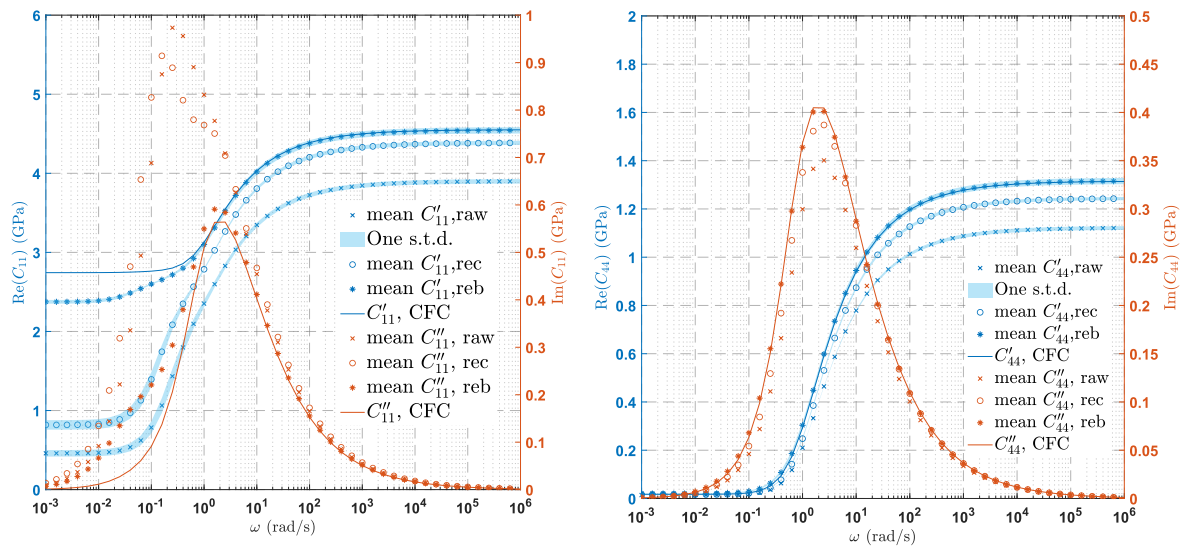 6
5
4
3
2
1
0
Re(C₁₁) (GPa)
1
0.9
0.8
0.7
0.6
0.5
0.4
0.3
0.2
0.1
0
Im(C₁₁) (GPa)
10⁻³ 10⁻² 10⁻¹ 10⁰ 10¹ 10² 10³ 10⁴ 10⁵ 10⁶
ω (rad/s)
mean C′₁₁,raw
One s.t.d.
mean C′₁₁,rec
mean C′₁₁,reb
C′₁₁, CFC
mean C″₁₁, raw
mean C″₁₁, rec
mean C″₁₁, reb
C″₁₁, CFC
2
1.8
1.6
1.4
1.2
1
0.8
0.6
0.4
0.2
0
Re(C₄₄) (GPa)
0.5
0.45
0.4
0.35
0.3
0.25
0.2
0.15
0.1
0.05
0
Im(C₄₄) (GPa)
10⁻³ 10⁻² 10⁻¹ 10⁰ 10¹ 10² 10³ 10⁴ 10⁵ 10⁶
ω (rad/s)
mean C′₄₄,raw
One s.t.d.
mean C′₄₄,rec
mean C′₄₄,reb
C′₄₄, CFC
mean C″₄₄, raw
mean C″₄₄, rec
mean C″₄₄, reb
C″₄₄, CFC